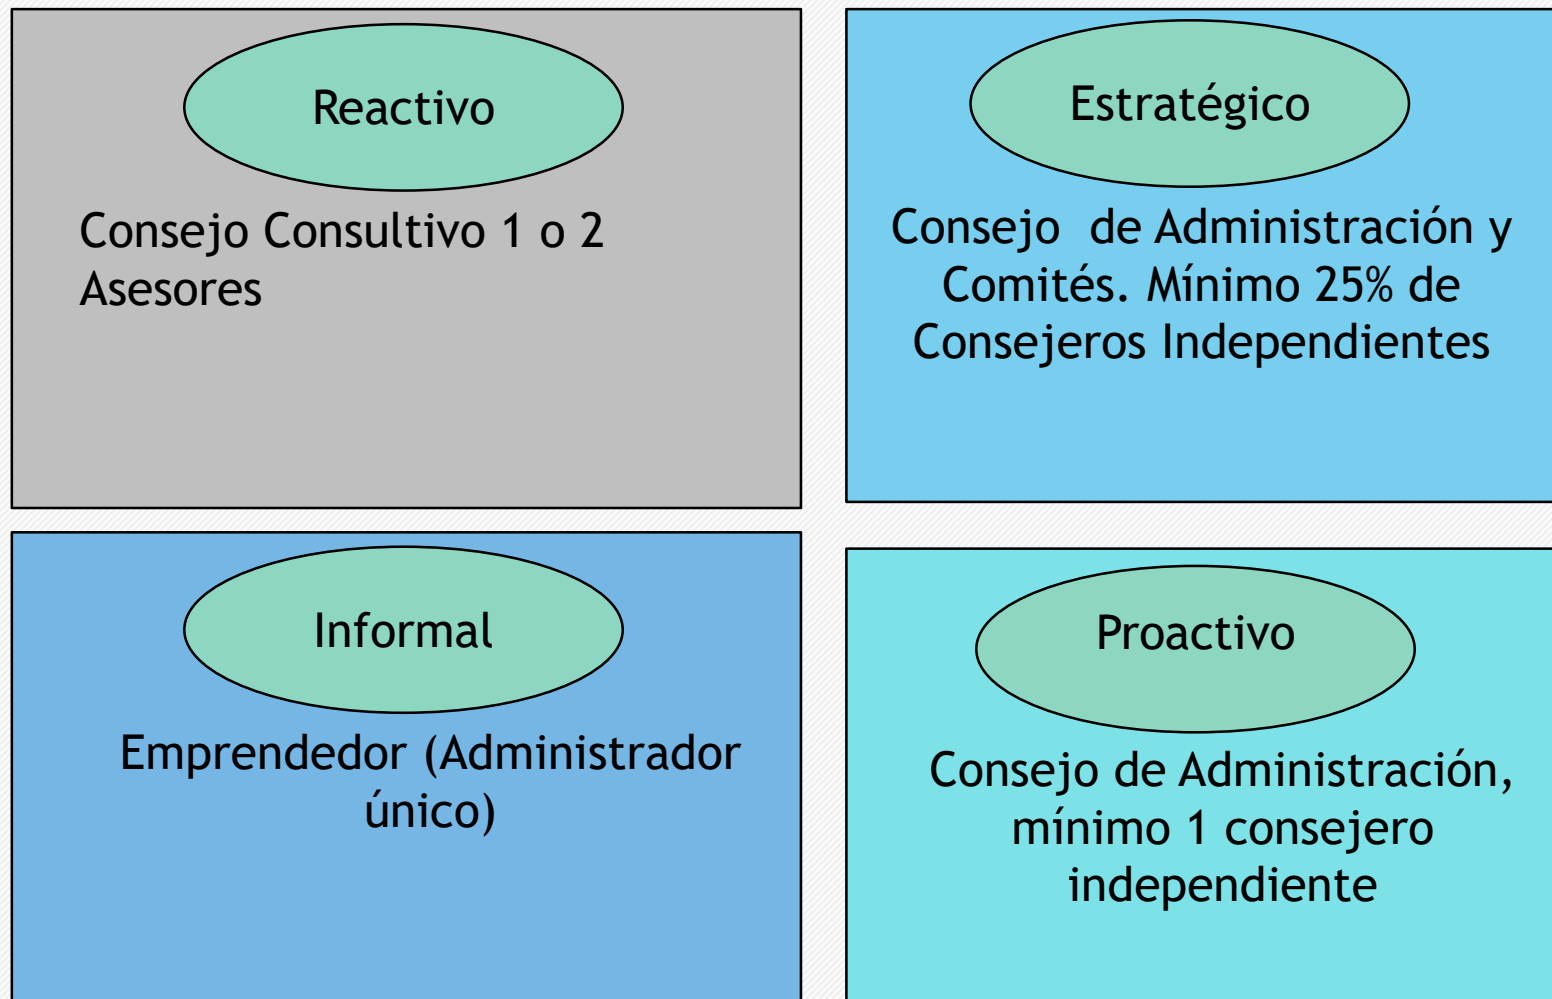 Reactivo
Consejo Consultivo 1 o 2
Asesores
Estratégico
Consejo  de Administración y
Comités. Mínimo 25% de
Consejeros Independientes
Informal
Emprendedor (Administrador
único)
Proactivo
Consejo de Administración,
mínimo 1 consejero
independiente